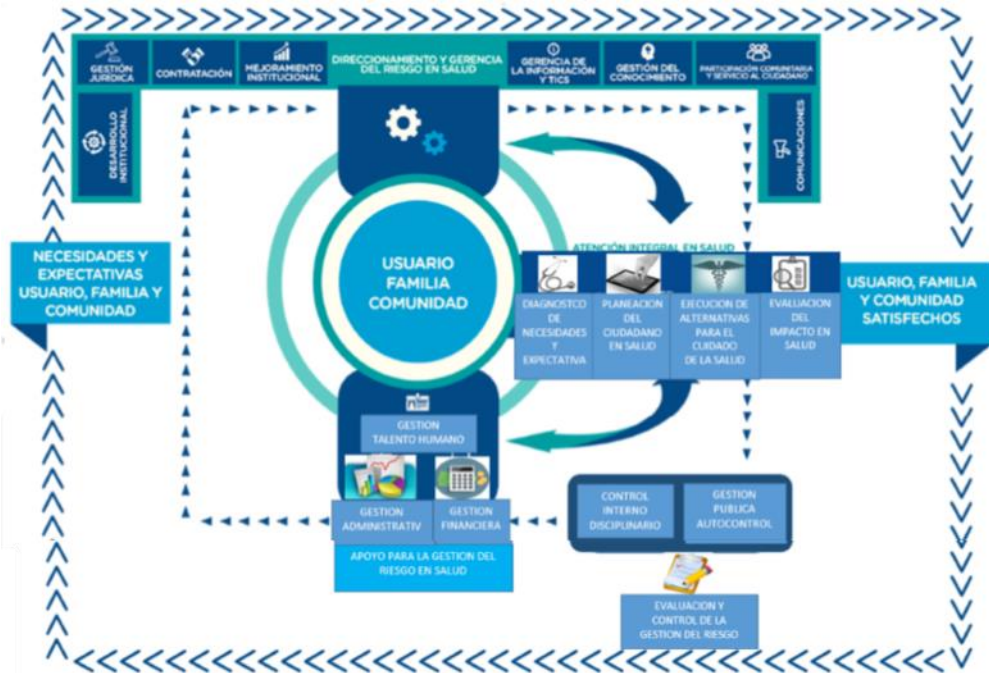 GESTIÓN
JURÍDICA
CONTRATACIÓN
MEJORAMIENTO
INSTITUCIONAL
DIRECCIONAMIENTO Y GERENCIA
DEL RIESGO EN SALUD
GERENCIA DE
LA INFORMACIÓN
Y TICS
GESTIÓN DEL
CONOCIMIENTO
PARTICIPACIÓN COMUNITARIA
Y SERVICIO AL CIUDADANO
DESARROLLO
INSTITUCIONAL
COMUNICACIONES
NECESIDADES Y
EXPECTATIVAS
USUARIO, FAMILIA Y
COMUNIDAD
USUARIO
FAMILIA
COMUNIDAD
ATENCIÓN INTEGRAL EN SALUD
DIAGNOSTCO
DE
NECESIDADES
Y
EXPECTATIVA
PLANEACION
DEL
CIUDADANO
EN SALUD
EJECUCION DE
ALTERNATIVAS
PARA EL
CUIDADO
DE LA SALUD
EVALUACION
DEL
IMPACTO EN
SALUD
USUARIO, FAMILIA
Y COMUNIDAD
SATISFECHOS
GESTION
TALENTO HUMANO
GESTION
ADMINISTRATIV
GESTION
FINANCIERA
APOYO PARA LA GESTION DEL
RIESGO EN SALUD
CONTROL
INTERNO
DISCIPLINARIO
GESTION
PUBLICA
AUTOCONTROL
EVALUACION Y
CONTROL DE LA
GESTION DEL RIESGO